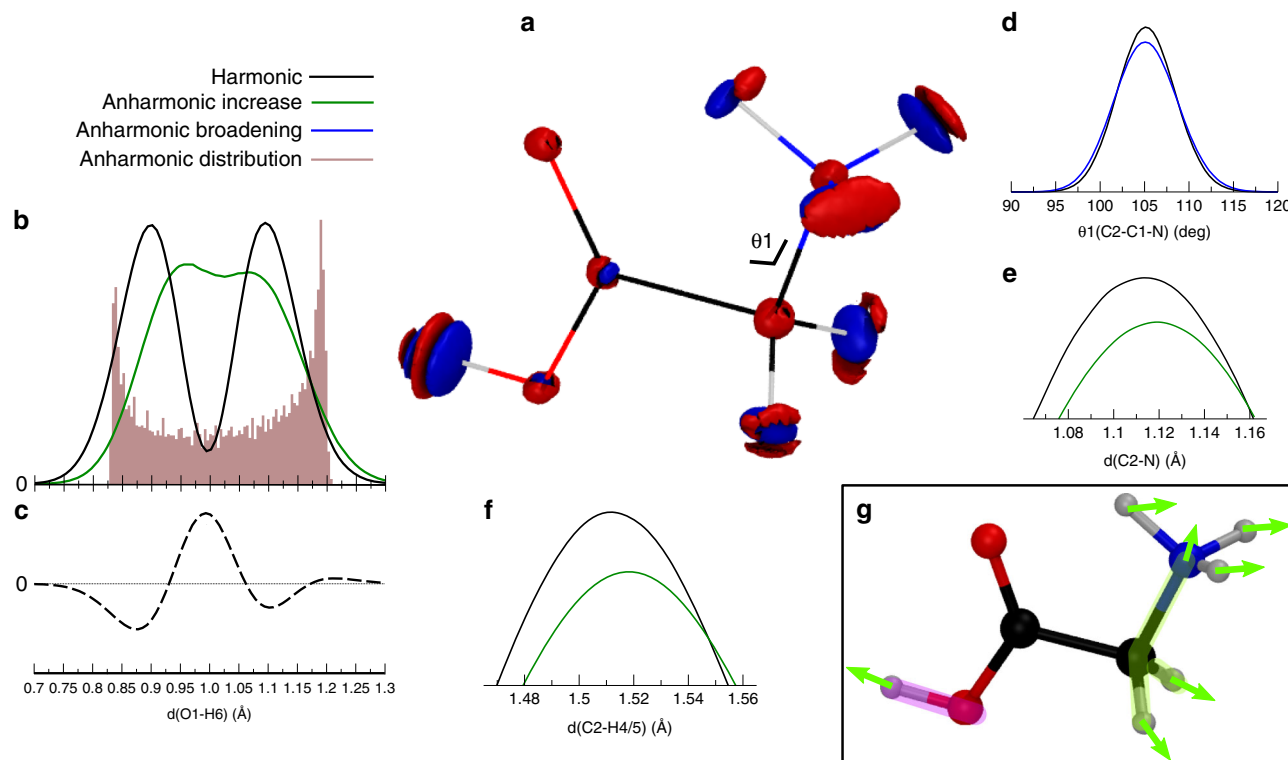 a
Harmonic
Anharmonic increase
Anharmonic broadening
Anharmonic distribution
θ1
b
0
c
0
0.7 0.75 0.8 0.85 0.9 0.95 1.0 1.05 1.1 1.15 1.2 1.25 1.3
d(O1-H6) (Å)
d
90 95 100 105 110 115 120
θ1(C2-C1-N) (deg)
e
1.08 1.1 1.12 1.14 1.16
d(C2-N) (Å)
f
1.48 1.5 1.52 1.54 1.56
d(C2-H4/5) (Å)
g